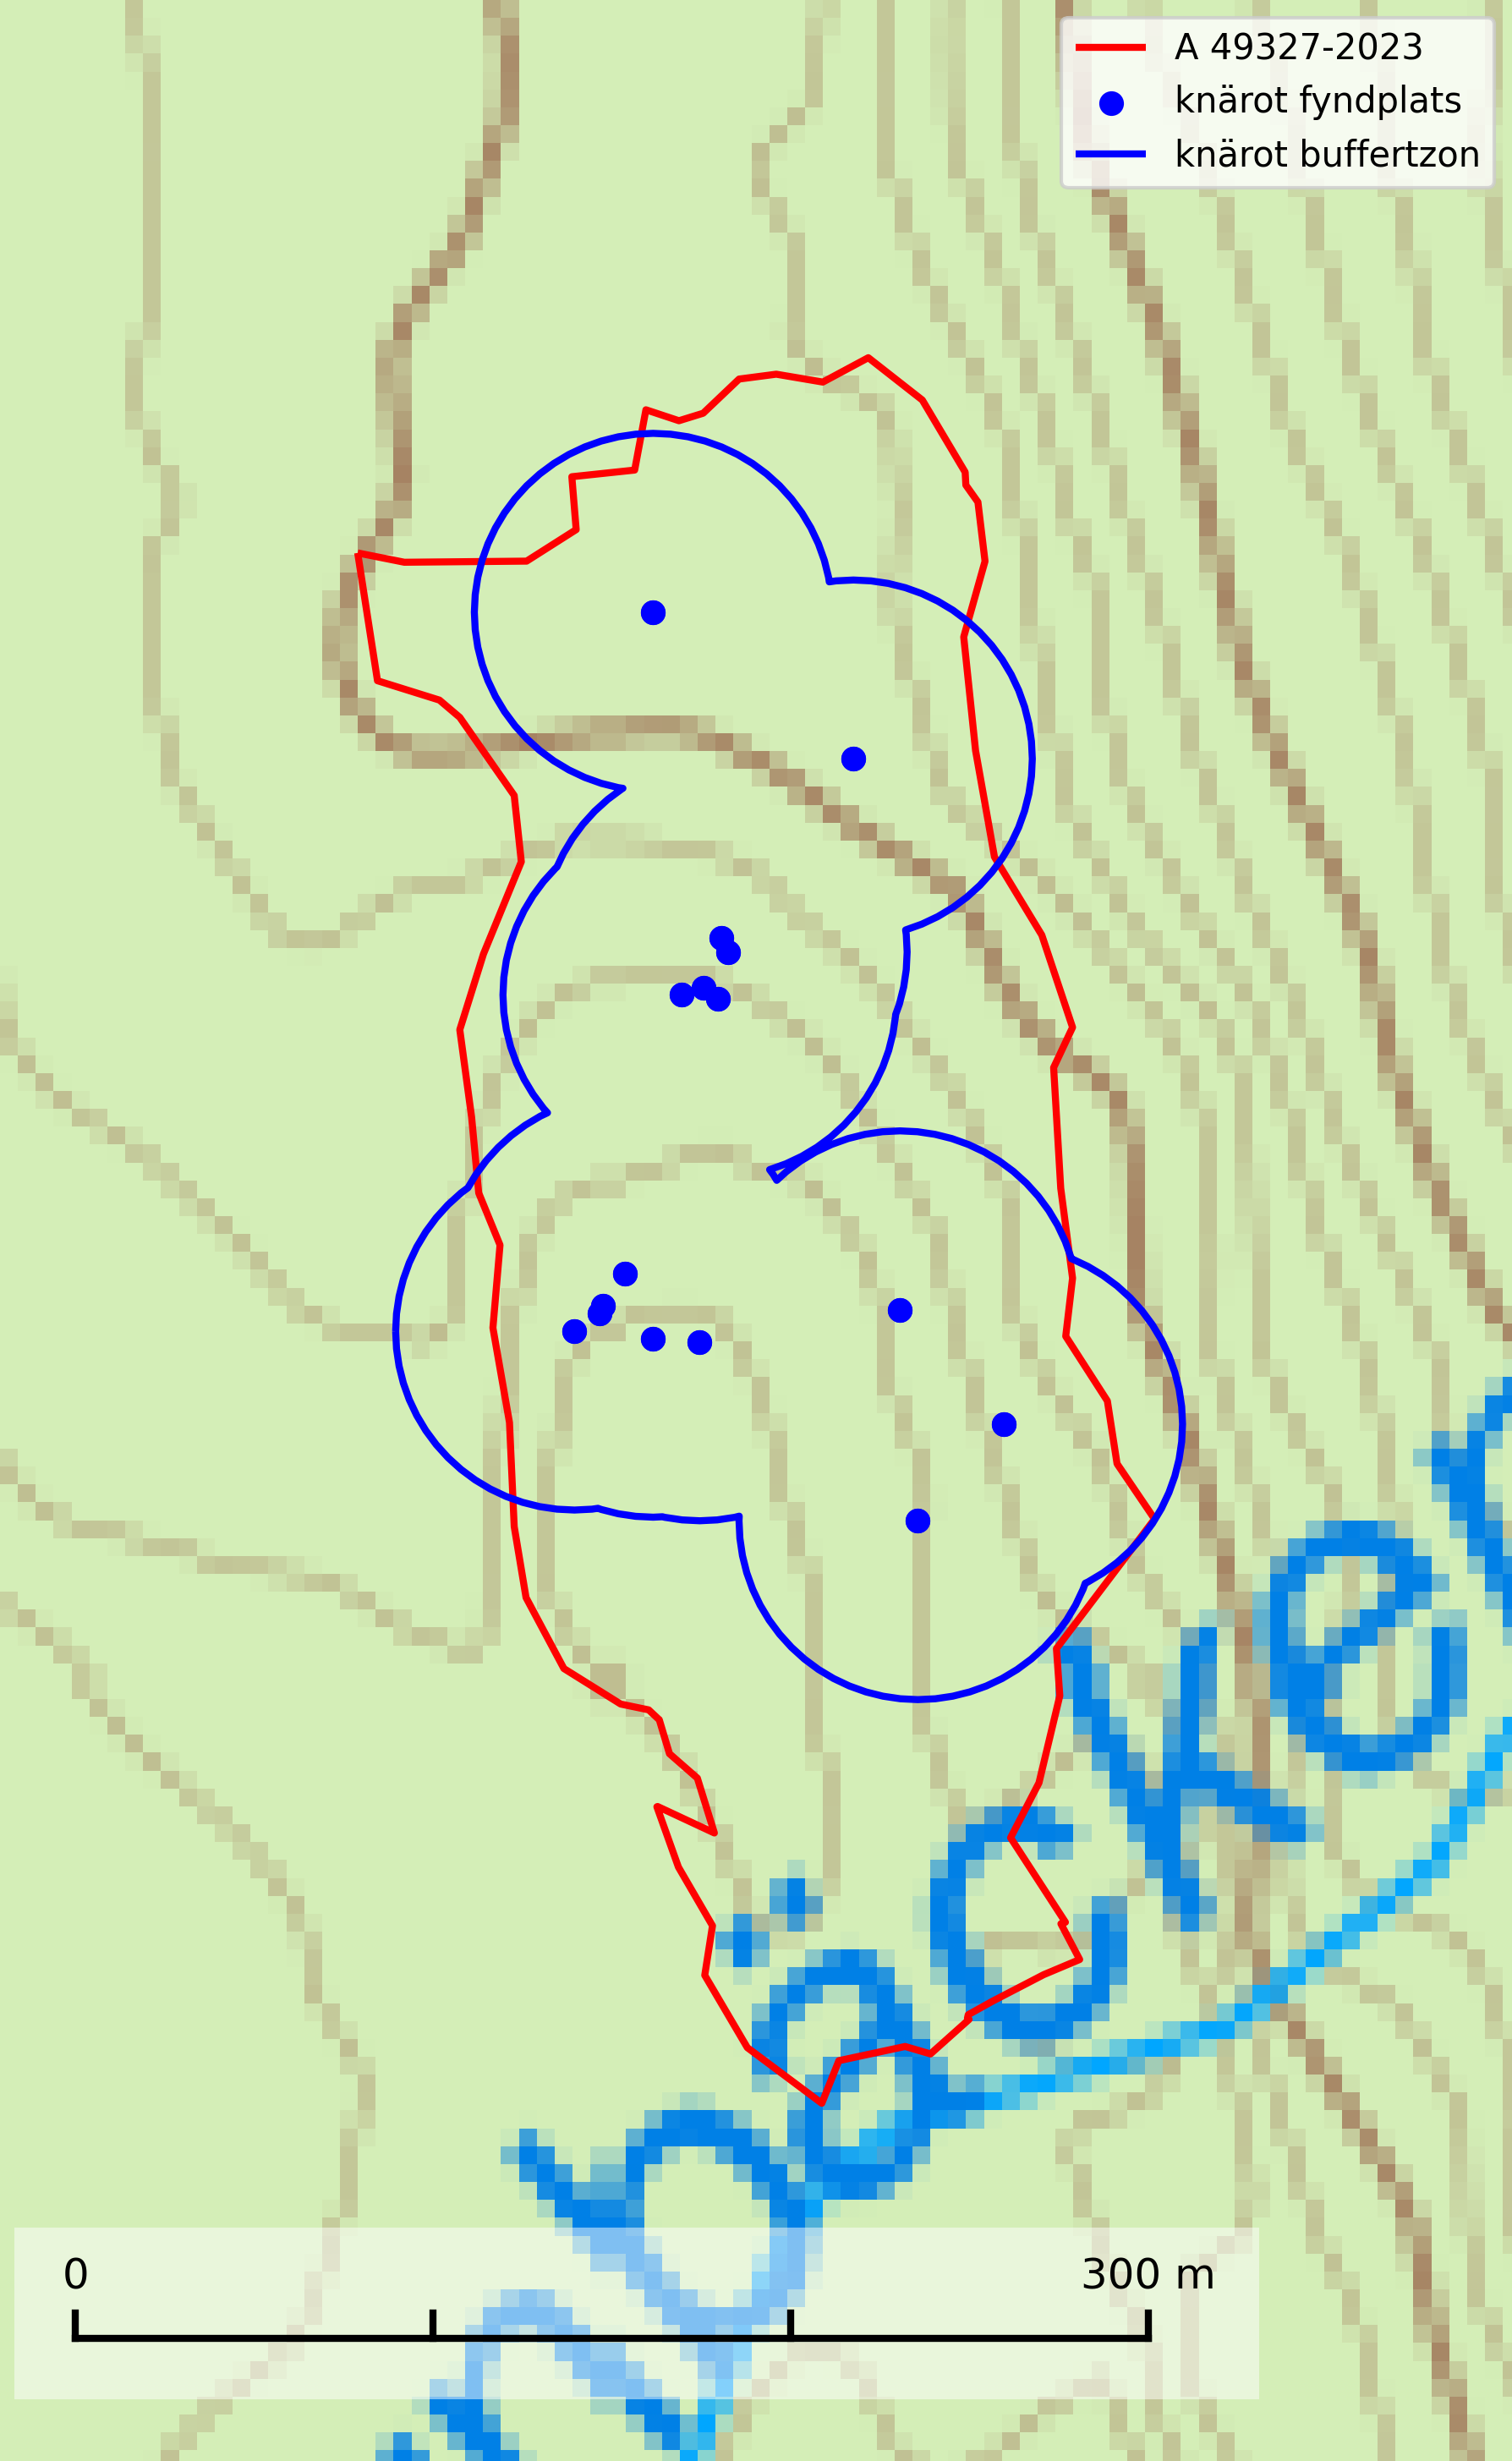 A 49327-2023
knärot fyndplats
knärot buffertzon
0
300 m